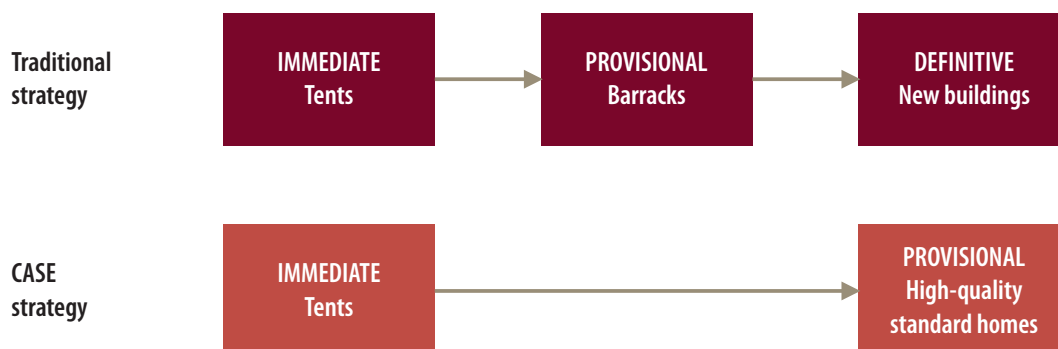 Traditional
strategy
IMMEDIATE
Tents
PROVISIONAL
Barracks
DEFINITIVE
New buildings
CASE
strategy
IMMEDIATE
Tents
PROVISIONAL
High-quality
standard homes